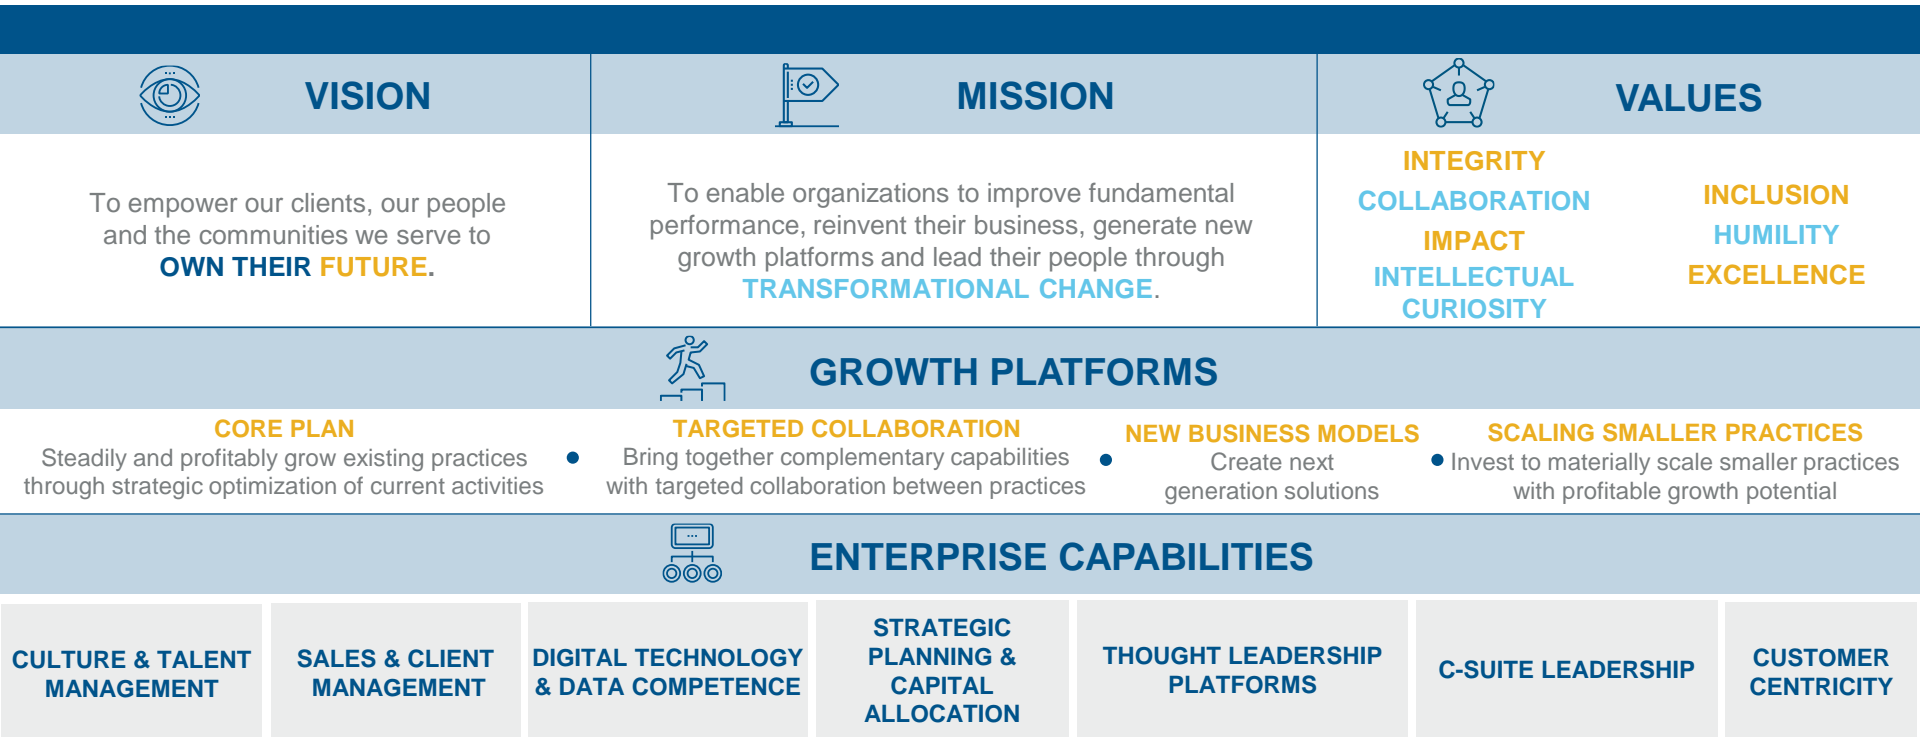 VISION
To empower our clients, our people
and the communities we serve to
OWN THEIR FUTURE.
MISSION
To enable organizations to improve fundamental
performance, reinvent their business, generate new
growth platforms and lead their people through
TRANSFORMATIONAL CHANGE.
VALUES
INTEGRITY
COLLABORATION
IMPACT
INTELLECTUAL
CURIOSITY
INCLUSION
HUMILITY
EXCELLENCE
GROWTH PLATFORMS
CORE PLAN
Steadily and profitably grow existing practices
through strategic optimization of current activities
•
TARGETED COLLABORATION
Bring together complementary capabilities
with targeted collaboration between practices
•
NEW BUSINESS MODELS
Create next
generation solutions
•
SCALING SMALLER PRACTICES
Invest to materially scale smaller practices
with profitable growth potential
ENTERPRISE CAPABILITIES
CULTURE & TALENT
MANAGEMENT
SALES & CLIENT
MANAGEMENT
DIGITAL TECHNOLOGY
& DATA COMPETENCE
STRATEGIC
PLANNING &
CAPITAL
ALLOCATION
THOUGHT LEADERSHIP
PLATFORMS
C-SUITE LEADERSHIP
CUSTOMER
CENTRICITY